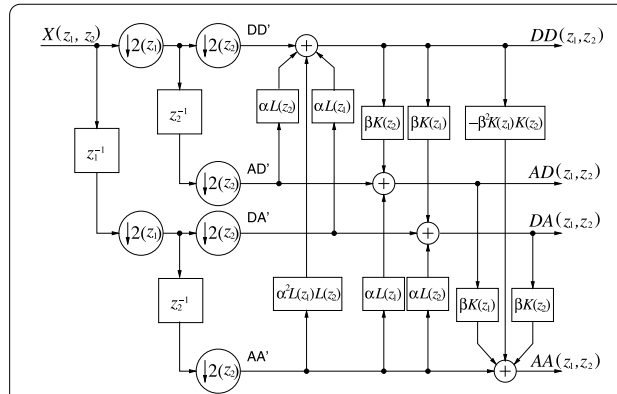 X(z₁, z₂) ↓2(z₁) ↓2(z₂) DD' + DD(z₁,z₂)
αL(z₂) αL(z₁)
z₁⁻¹ z₂⁻¹ βK(z₂) βK(z₁) -β²K(z₁)K(z₂)
↓2(z₂) AD' + AD(z₁,z₂)
↓2(z₁) ↓2(z₂) DA' + DA(z₁,z₂)
z₂⁻¹ α²L(z₁)L(z₂) αL(z₁) αL(z₂) βK(z₁) βK(z₂)
↓2(z₂) AA' + AA(z₁,z₂)